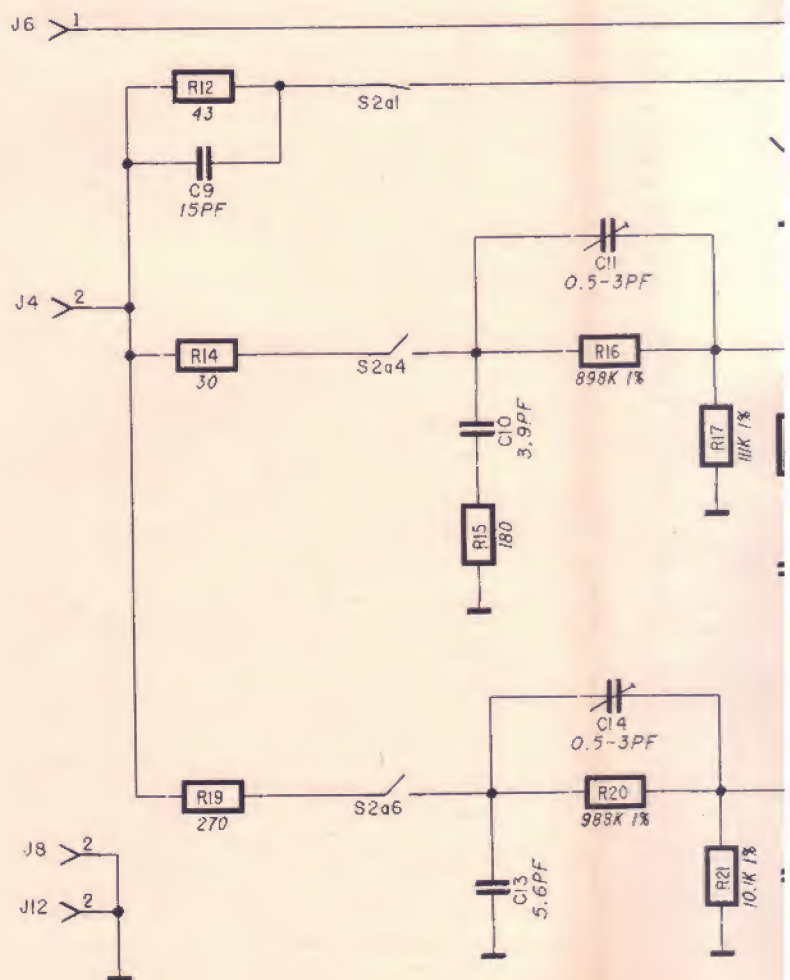 J6 1
R12
43
S2a1
C9
15PF
C11
0.5-3PF
J4 2
R14
30
S2a4
R16
898K 1%
C10
3.9PF
R17
111K 1%
R15
180
C14
0.5-3PF
R19
270
S2a6
R20
988K 1%
C13
5.6PF
R21
10.1K 1%
J8 2
J12 2